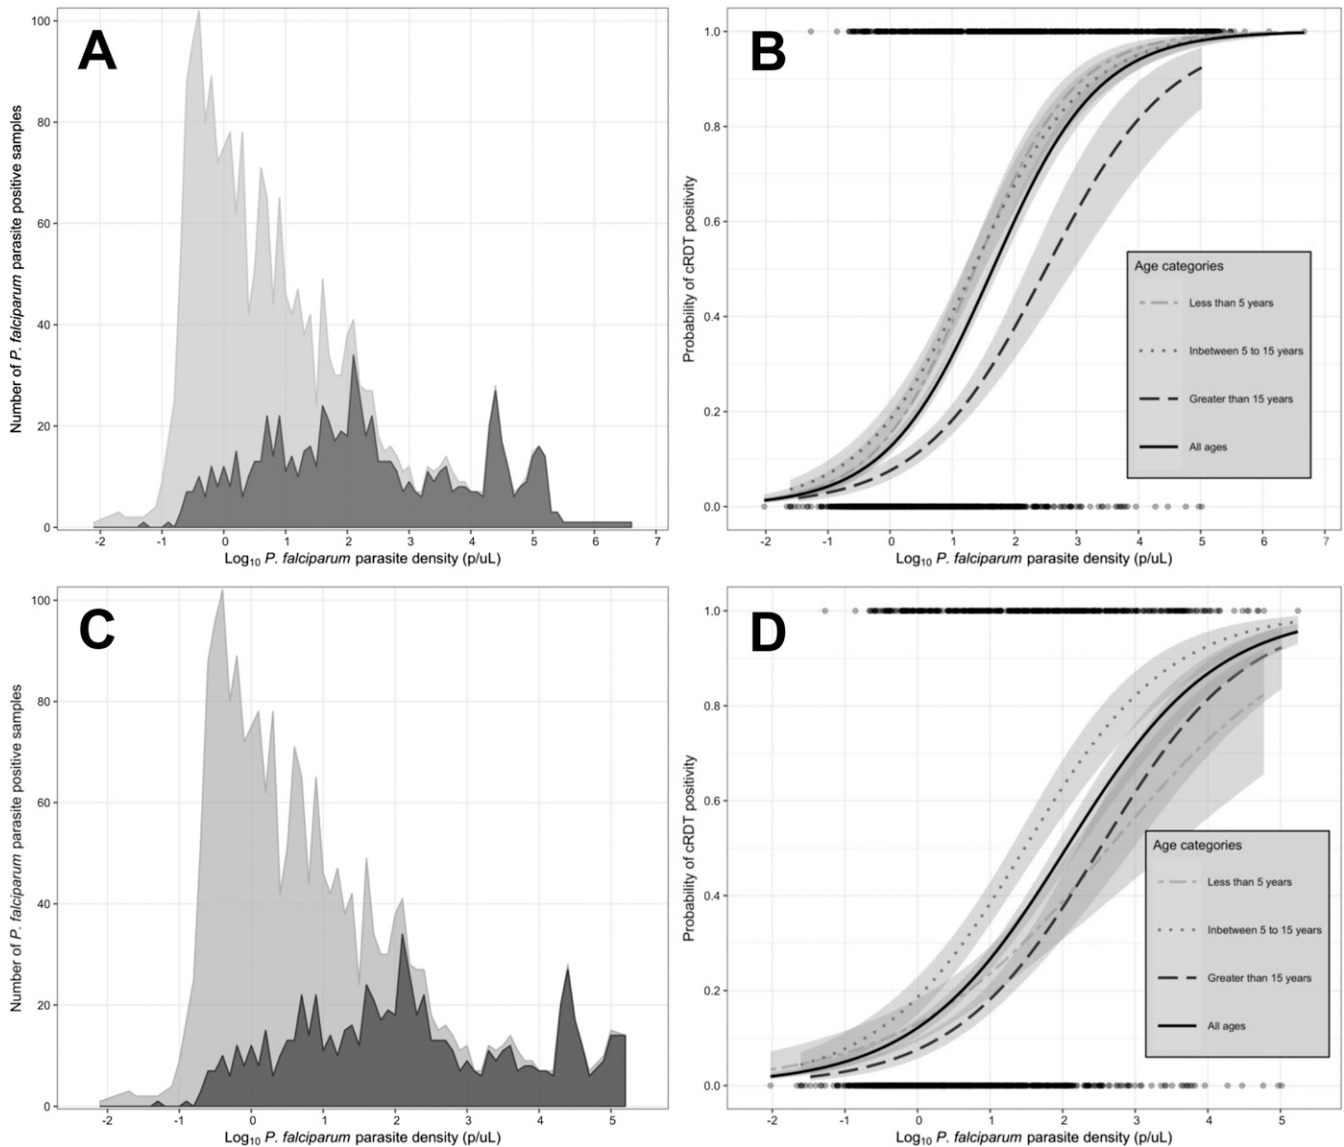 A
100
80
60
40
20
0
Number of P. falciparum parasite positive samples
-2 -1 0 1 2 3 4 5 6 7
Log10 P. falciparum parasite density (p/uL)
B
1.0
0.8
0.6
0.4
0.2
0.0
Probability of cRDT positivity
Age categories
Less than 5 years
Inbetween 5 to 15 years
Greater than 15 years
All ages
-2 -1 0 1 2 3 4 5 6 7
Log10 P. falciparum parasite density (p/uL)
C
100
80
60
40
20
0
Number of P. falciparum parasite positive samples
-2 -1 0 1 2 3 4 5
Log10 P. falciparum parasite density (p/uL)
D
1.0
0.8
0.6
0.4
0.2
0.0
Probability of cRDT positivity
Age categories
Less than 5 years
Inbetween 5 to 15 years
Greater than 15 years
All ages
-2 -1 0 1 2 3 4 5
Log10 P. falciparum parasite density (p/uL)